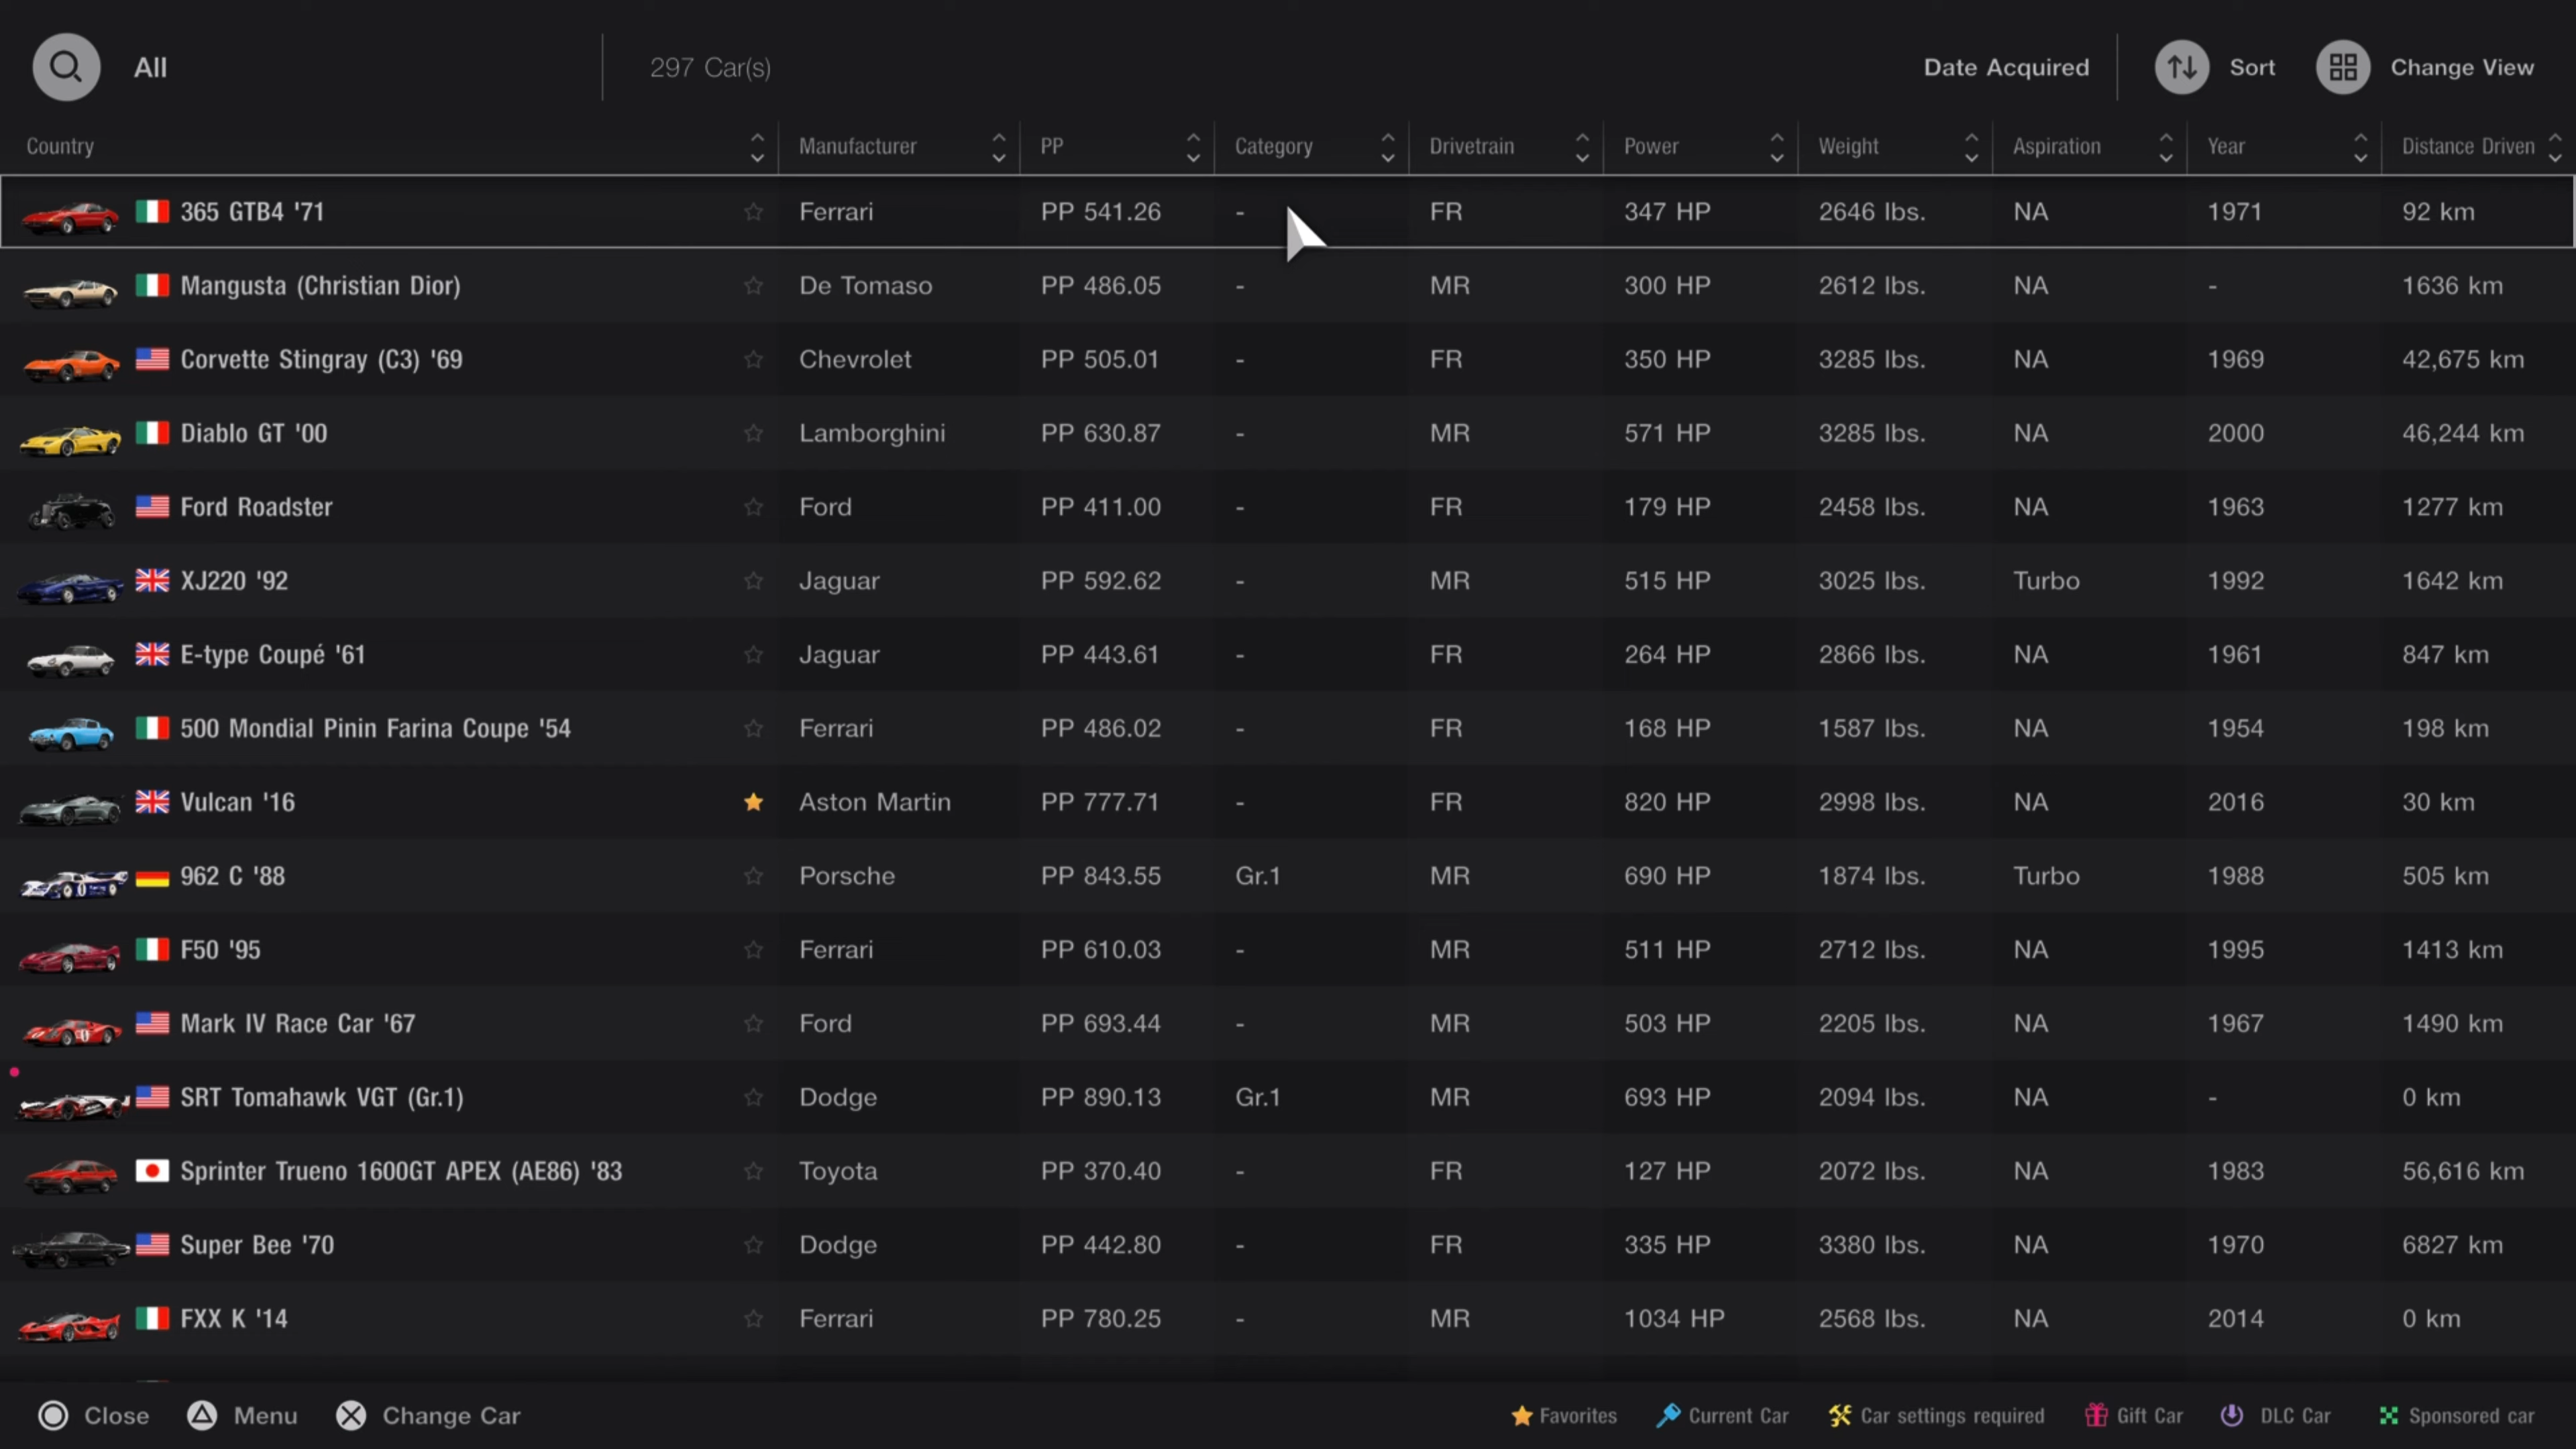 All 297 Car(s) Date Acquired Sort Change View
Country Manufacturer PP Category Drivetrain Power Weight Aspiration Year Distance Driven
365 GTB4 '71 Ferrari PP 541.26 - FR 347 HP 2646 lbs. NA 1971 92 km
Mangusta (Christian Dior) De Tomaso PP 486.05 - MR 300 HP 2612 lbs. NA - 1636 km
Corvette Stingray (C3) '69 Chevrolet PP 505.01 - FR 350 HP 3285 lbs. NA 1969 42,675 km
Diablo GT '00 Lamborghini PP 630.87 - MR 571 HP 3285 lbs. NA 2000 46,244 km
Ford Roadster Ford PP 411.00 - FR 179 HP 2458 lbs. NA 1963 1277 km
XJ220 '92 Jaguar PP 592.62 - MR 515 HP 3025 lbs. Turbo 1992 1642 km
E-type Coupé '61 Jaguar PP 443.61 - FR 264 HP 2866 lbs. NA 1961 847 km
500 Mondial Pinin Farina Coupe '54 Ferrari PP 486.02 - FR 168 HP 1587 lbs. NA 1954 198 km
Vulcan '16 Aston Martin PP 777.71 - FR 820 HP 2998 lbs. NA 2016 30 km
962 C '88 Porsche PP 843.55 Gr.1 MR 690 HP 1874 lbs. Turbo 1988 505 km
F50 '95 Ferrari PP 610.03 - MR 511 HP 2712 lbs. NA 1995 1413 km
Mark IV Race Car '67 Ford PP 693.44 - MR 503 HP 2205 lbs. NA 1967 1490 km
SRT Tomahawk VGT (Gr.1) Dodge PP 890.13 Gr.1 MR 693 HP 2094 lbs. NA - 0 km
Sprinter Trueno 1600GT APEX (AE86) '83 Toyota PP 370.40 - FR 127 HP 2072 lbs. NA 1983 56,616 km
Super Bee '70 Dodge PP 442.80 - FR 335 HP 3380 lbs. NA 1970 6827 km
FXX K '14 Ferrari PP 780.25 - MR 1034 HP 2568 lbs. NA 2014 0 km
Close Menu Change Car Favorites Current Car Car settings required Gift Car DLC Car Sponsored car